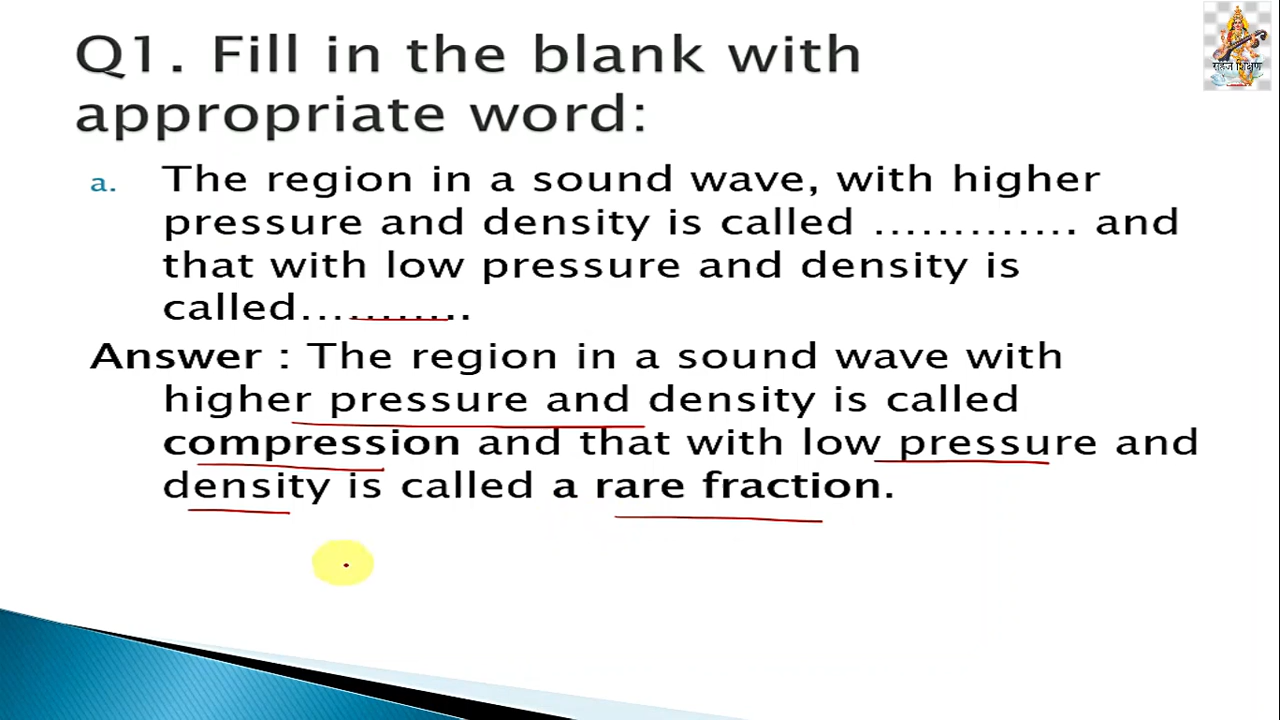 Q1. Fill in the blank with
appropriate word:
a. The region in a sound wave, with higher
pressure and density is called ............. and
that with low pressure and density is
called...........
Answer : The region in a sound wave with
higher pressure and density is called
compression and that with low pressure and
density is called a rare fraction.
सहज शिक्षण